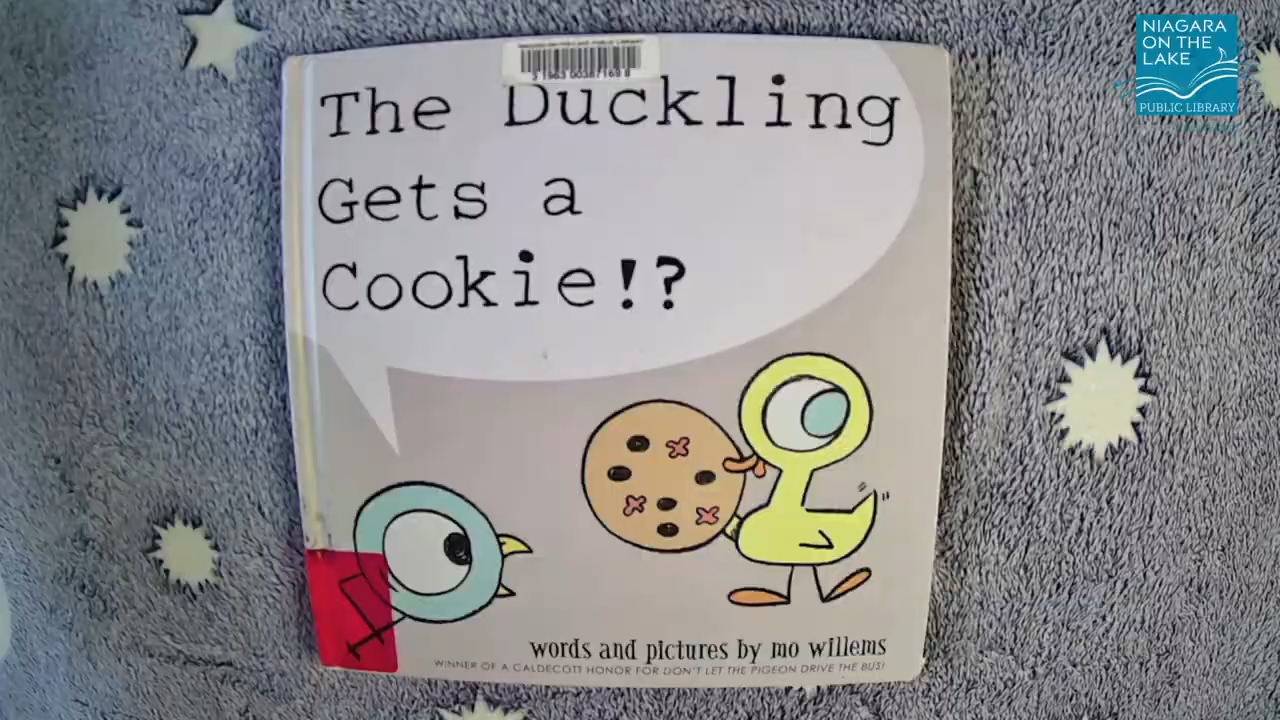 NIAGARA
ON THE
LAKE
PUBLIC LIBRARY
The Duckling
Gets a
Cookie!?
words and pictures by mo willems
WINNER OF A CALDECOTT HONOR FOR DON'T LET THE PIGEON DRIVE THE BUS!